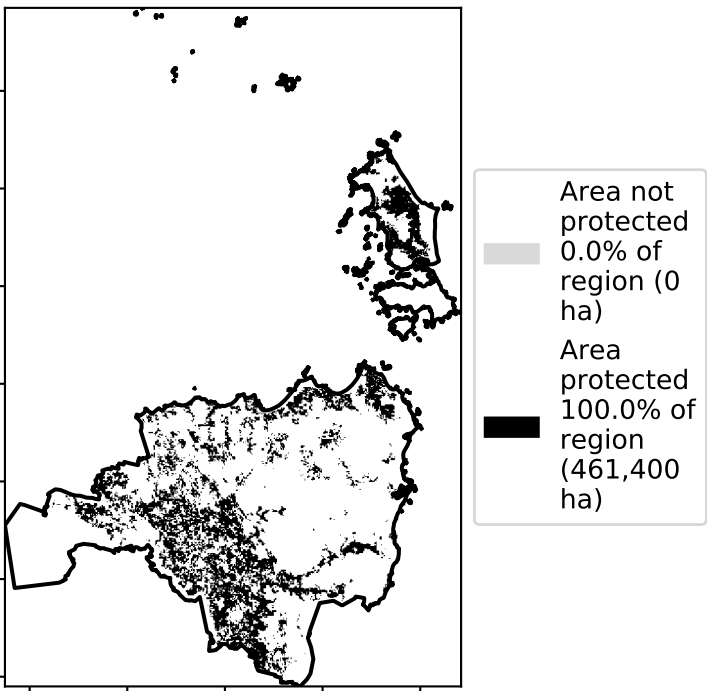 Area not
protected
0.0% of
region (0
ha)
Area
protected
100.0% of
region
(461,400
ha)